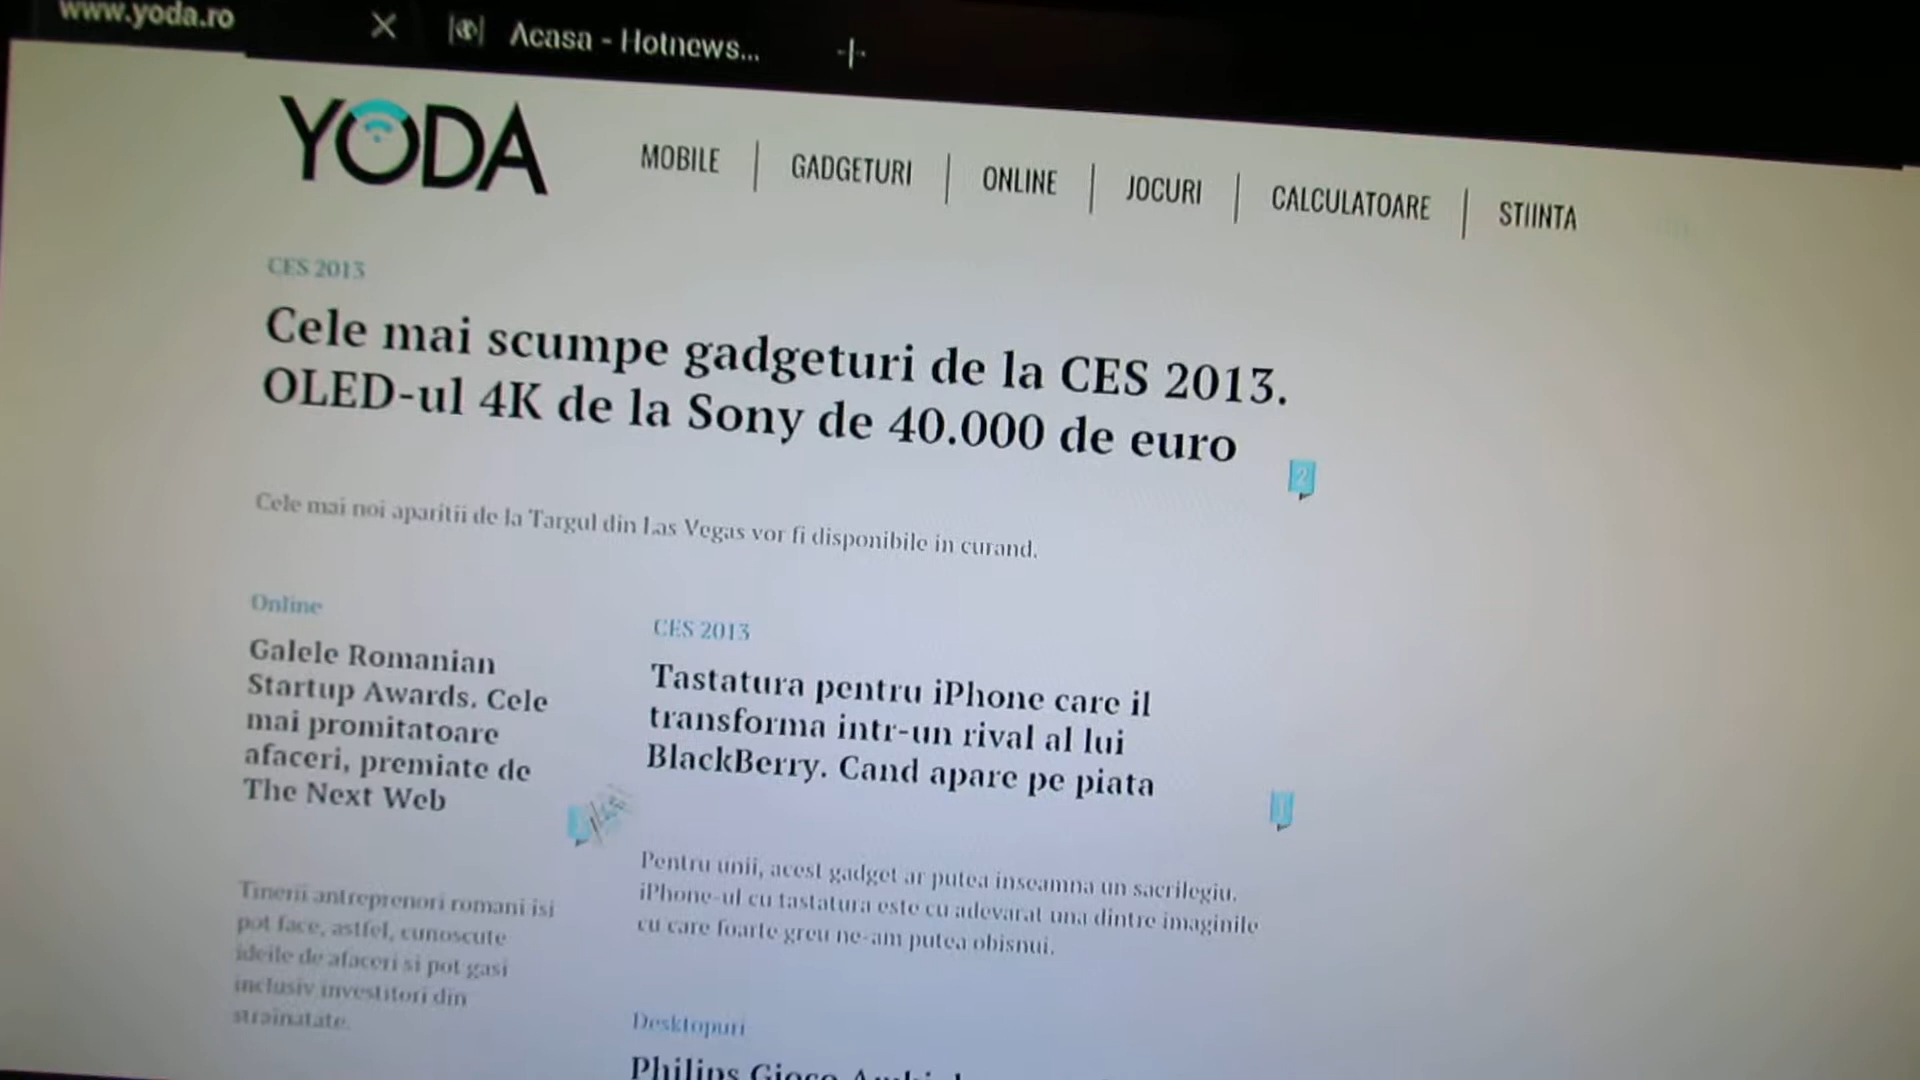 www.yoda.ro
Acasa - Hotnews...
YODA
MOBILE
GADGETURI
ONLINE
JOCURI
CALCULATOARE
STIINTA
CES 2013
Cele mai scumpe gadgeturi de la CES 2013.
OLED-ul 4K de la Sony de 40.000 de euro
2
Cele mai noi aparitii de la Targul din Las Vegas vor fi disponibile in curand.
Online
Galele Romanian
Startup Awards. Cele
mai promitatoare
afaceri, premiate de
The Next Web
Tinerii antreprenori romani isi
pot face, astfel, cunoscute
ideile de afaceri si pot gasi
inclusiv investitori din
strainatate.
CES 2013
Tastatura pentru iPhone care il
transforma intr-un rival al lui
BlackBerry. Cand apare pe piata
1
Pentru unii, acest gadget ar putea inseamna un sacrilegiu.
iPhone-ul cu tastatura este cu adevarat una dintre imaginile
cu care foarte greu ne-am putea obisnui.
Desktopuri
Philips Gioco